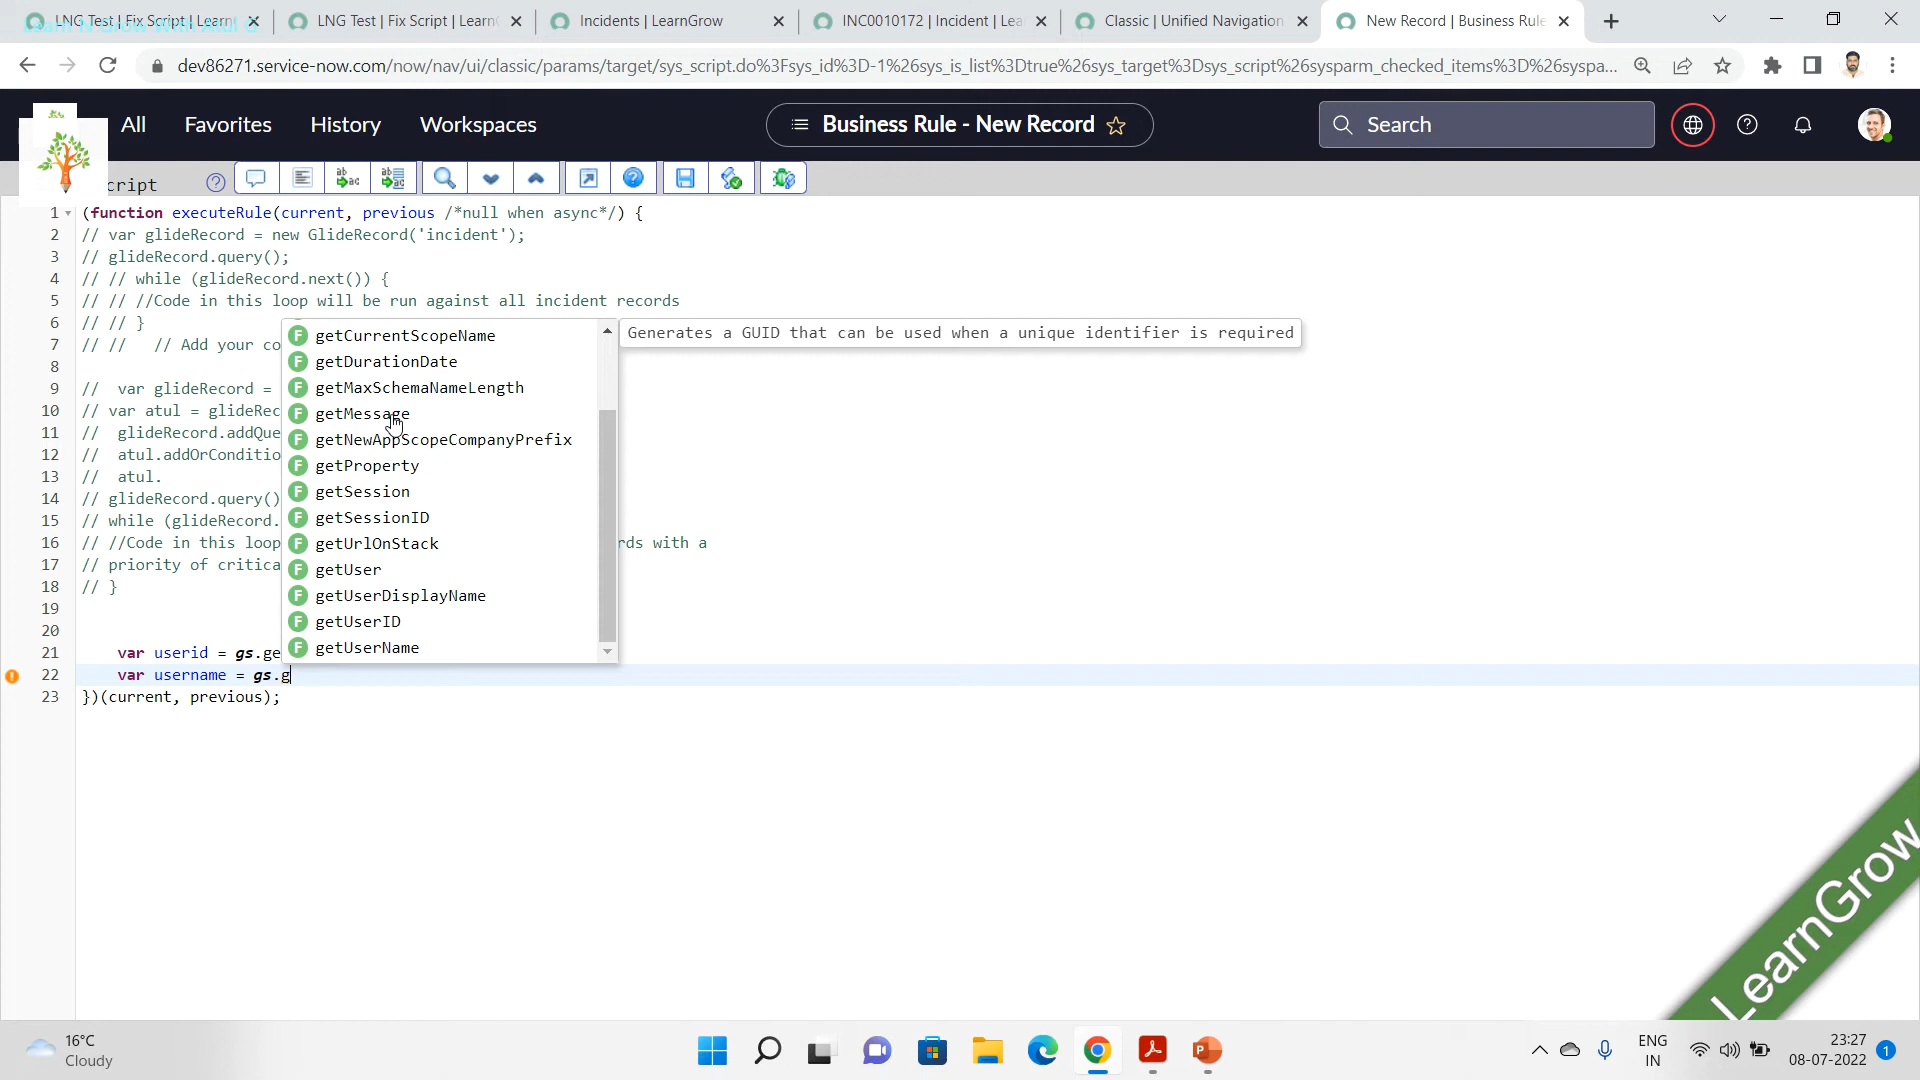 LNG Test | Fix Script | Learn
LNG Test | Fix Script | Learn
Incidents | LearnGrow
INC0010172 | Incident | Lea
Classic | Unified Navigation
New Record | Business Rule
dev86271.service-now.com/now/nav/ui/classic/params/target/sys_script.do%3Fsys_id%3D-1%26sys_is_list%3Dtrue%26sys_target%3Dsys_script%26sysparm_checked_items%3D%26syspa...
All
Favorites
History
Workspaces
Business Rule - New Record
Search
cript
1 (function executeRule(current, previous /*null when async*/) {
2 // var glideRecord = new GlideRecord('incident');
3 // glideRecord.query();
4 // // while (glideRecord.next()) {
5 // // //Code in this loop will be run against all incident records
6 // // }
7 // // // Add your co
8
9 // var glideRecord =
10 // var atul = glideRec
11 // glideRecord.addQue
12 // atul.addOrConditio
13 // atul.
14 // glideRecord.query()
15 // while (glideRecord.
16 // //Code in this loop rds with a
17 // priority of critica
18 // }
19
20
21 var userid = gs.ge
22 var username = gs.g
23 })(current, previous);
F getCurrentScopeName
F getDurationDate
F getMaxSchemaNameLength
F getMessage
F getNewAppScopeCompanyPrefix
F getProperty
F getSession
F getSessionID
F getUrlOnStack
F getUser
F getUserDisplayName
F getUserID
F getUserName
Generates a GUID that can be used when a unique identifier is required
LearnGrow
16°C
Cloudy
ENG
IN
23:27
08-07-2022
1